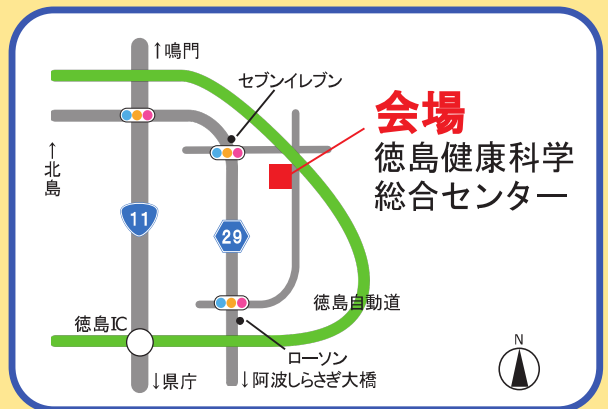 ↑鳴門
セブンイレブン
会場
徳島健康科学
総合センター
↑北島
11
29
徳島自動道
徳島IC
ローソン
↓県庁
↓阿波しらさぎ大橋
N